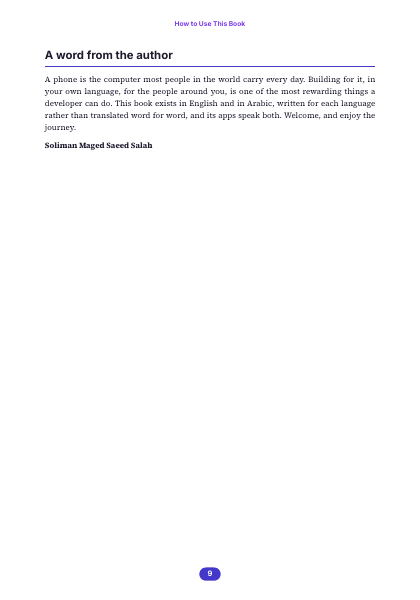 How to Use This Book
A word from the author
A phone is the computer most people in the world carry every day. Building for it, in
your own language, for the people around you, is one of the most rewarding things a
developer can do. This book exists in English and in Arabic, written for each language
rather than translated word for word, and its apps speak both. Welcome, and enjoy the
journey.
Soliman Maged Saeed Salah
9